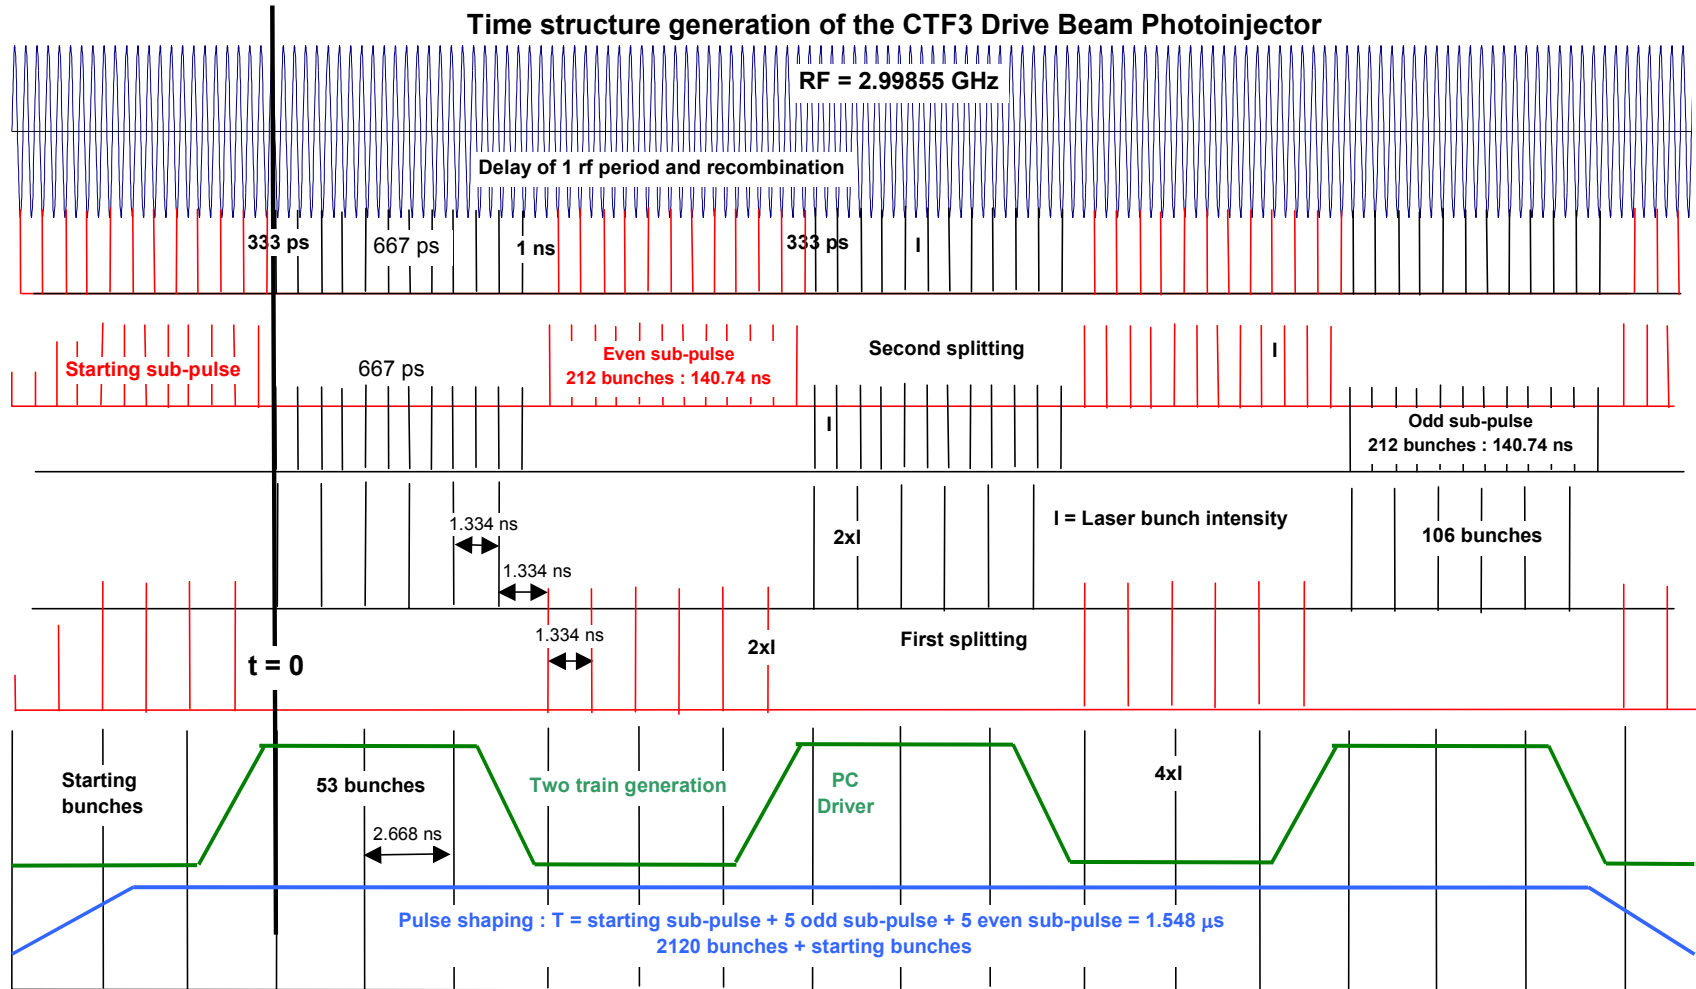 Time structure generation of the CTF3 Drive Beam Photoinjector
RF = 2.99855 GHz
Delay of 1 rf period and recombination
333 ps
667 ps
1 ns
333 ps
I
Starting sub-pulse
667 ps
Even sub-pulse
212 bunches : 140.74 ns
Second splitting
I
I
Odd sub-pulse
212 bunches : 140.74 ns
1.334 ns
2xI
I = Laser bunch intensity
106 bunches
1.334 ns
1.334 ns
2xI
First splitting
t = 0
Starting
bunches
53 bunches
Two train generation
PC
Driver
4xI
2.668 ns
Pulse shaping : T = starting sub-pulse + 5 odd sub-pulse + 5 even sub-pulse = 1.548 μs
2120 bunches + starting bunches